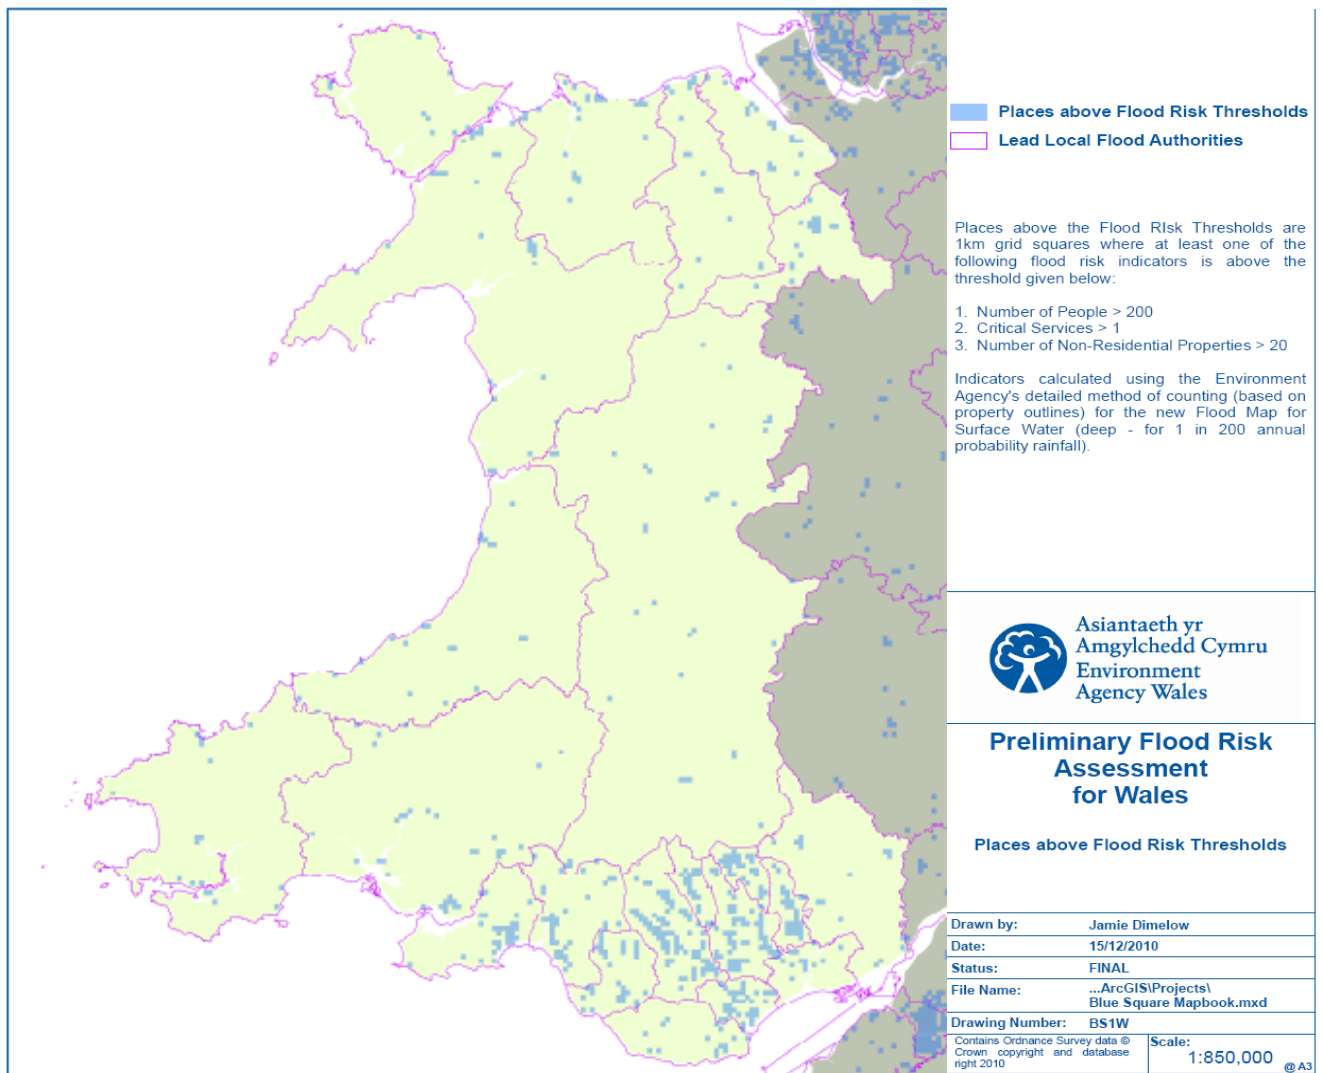 Places above Flood Risk Thresholds
Lead Local Flood Authorities
Places above the Flood RIsk Thresholds are
1km grid squares where at least one of the
following flood risk indicators is above the
threshold given below:
1. Number of People > 200
2. Critical Services > 1
3. Number of Non-Residential Properties > 20
Indicators calculated using the Environment
Agency's detailed method of counting (based on
property outlines) for the new Flood Map for
Surface Water (deep - for 1 in 200 annual
probability rainfall).
Asiantaeth yr
Amgylchedd Cymru
Environment
Agency Wales
Preliminary Flood Risk
Assessment
for Wales
Places above Flood Risk Thresholds
Drawn by: Jamie Dimelow
Date: 15/12/2010
Status: FINAL
File Name: ...ArcGIS\Projects\
Blue Square Mapbook.mxd
Drawing Number: BS1W
Contains Ordnance Survey data ©
Crown copyright and database
right 2010
Scale:
1:850,000 @ A3